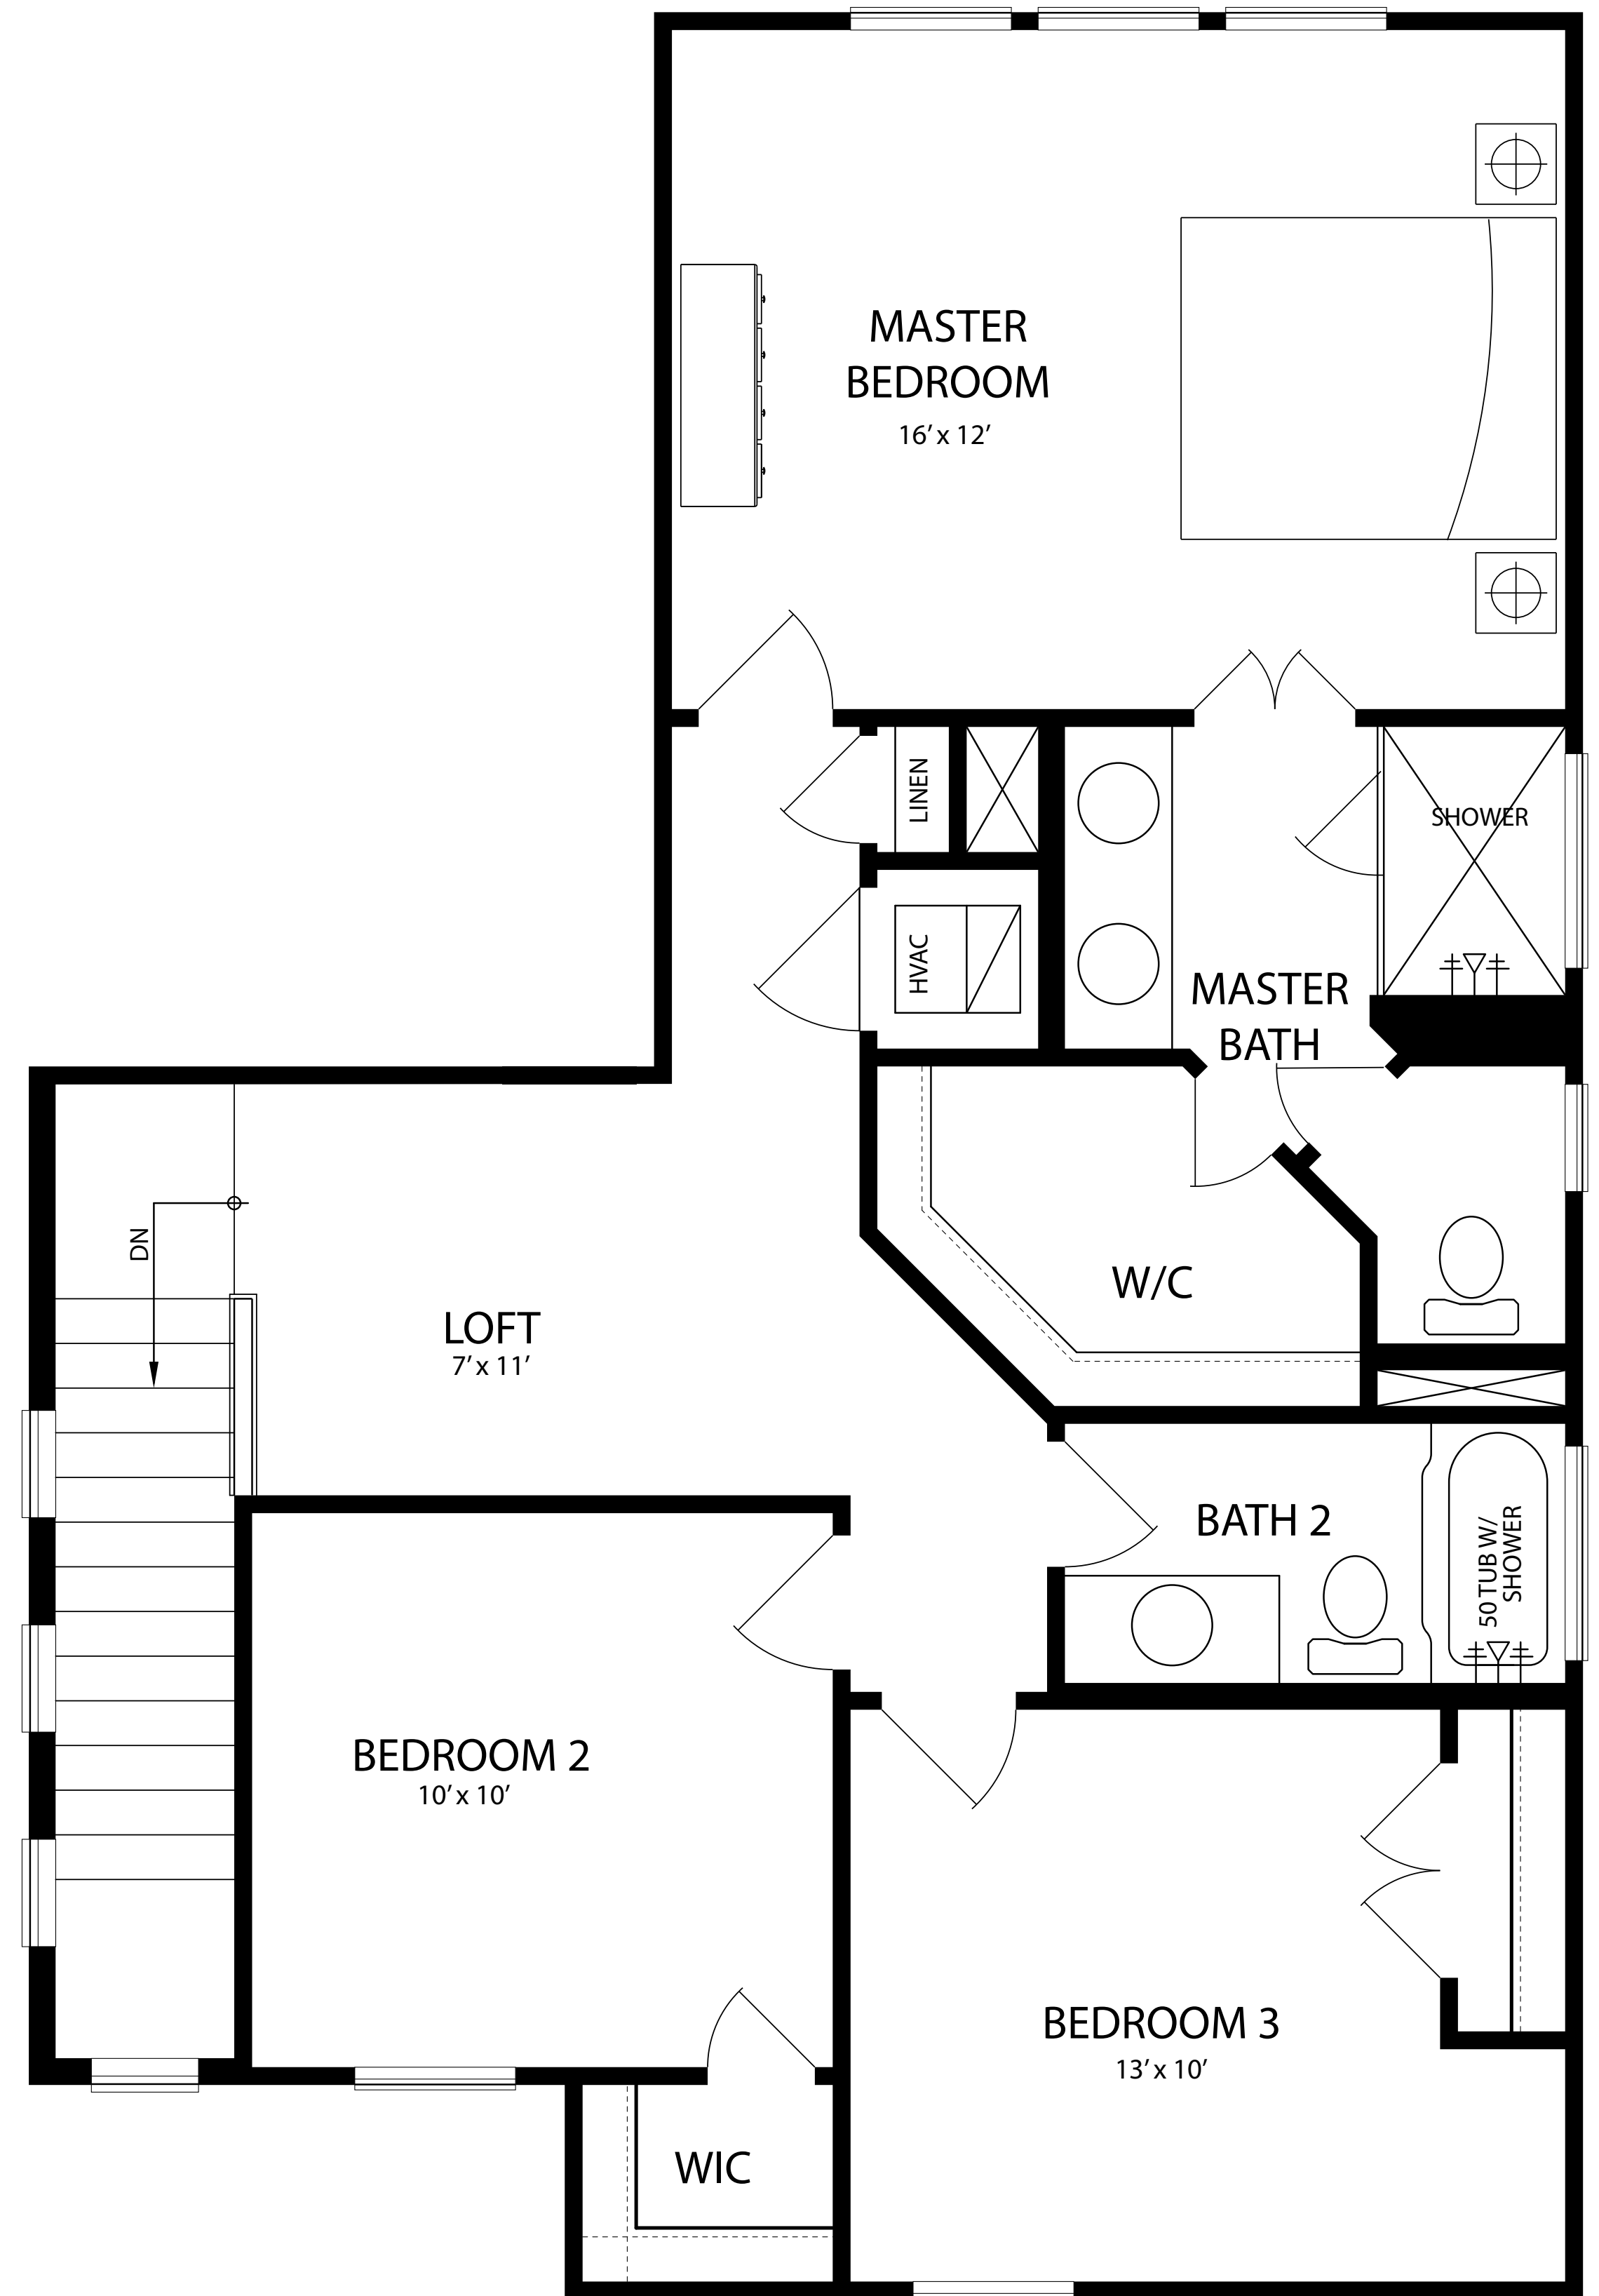 MASTER
BEDROOM
16’ x 12’
LINEN
SHOWER
HVAC
MASTER
BATH
DN
W/C
LOFT
7’ x 11’
BATH 2
50 TUB W/
SHOWER
BEDROOM 2
10’ x 10’
BEDROOM 3
13’ x 10’
WIC